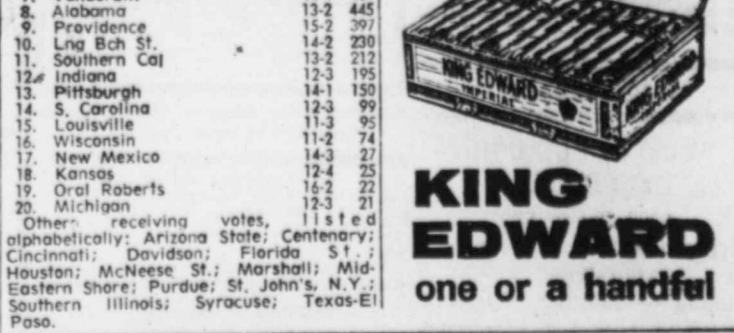 8. Alabama 13-2 445
9. Providence 15-2 397
10. Lng Bch St. 14-2 230
11. Southern Cal 13-2 212
12. Indiana 12-3 195
13. Pittsburgh 14-1 150
14. S. Carolina 12-3 99
15. Louisville 11-3 95
16. Wisconsin 11-2 74
17. New Mexico 14-3 27
18. Kansas 12-4 25
19. Oral Roberts 16-2 22
20. Michigan 12-3 21
Others receiving votes, listed
alphabetically: Arizona State; Centenary;
Cincinnati; Davidson; Florida St.;
Houston; McNeese St.; Marshall; Mid-
Eastern Shore; Purdue; St. John's, N.Y.;
Southern Illinois; Syracuse; Texas-El
Paso.
KING EDWARD
IMPERIAL
KING EDWARD
KING
EDWARD
one or a handful